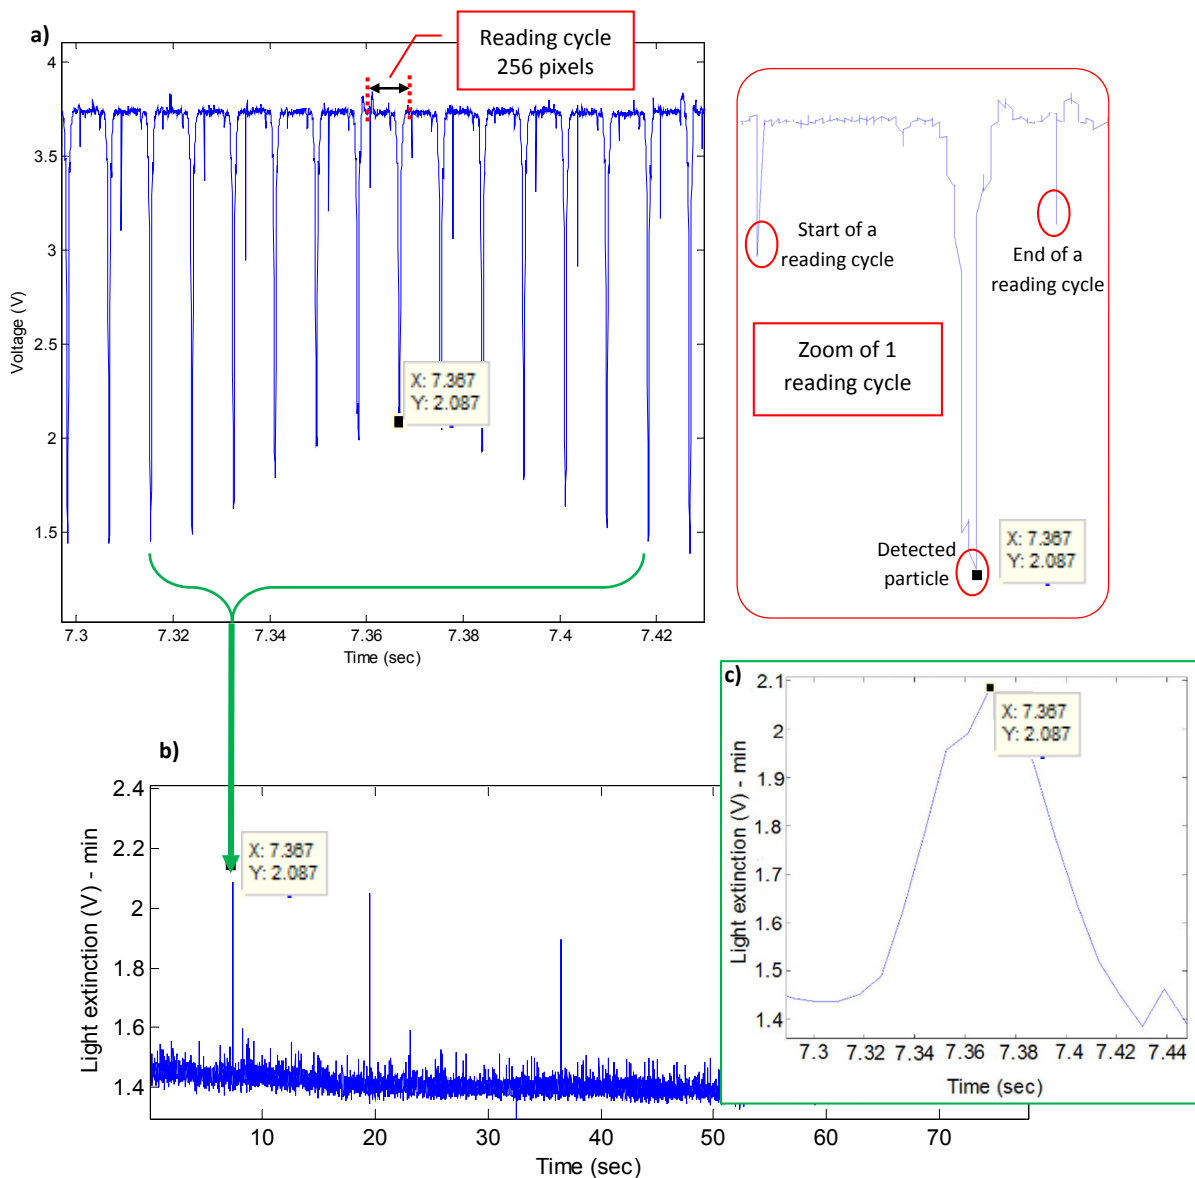 a)
Reading cycle
256 pixels
4
3.5
3
2.5
2
1.5
Voltage (V)
X: 7.367
Y: 2.087
7.3 7.32 7.34 7.36 7.38 7.4 7.42
Time (sec)
Start of a
reading cycle
End of a
reading cycle
Zoom of 1
reading cycle
Detected
particle
X: 7.367
Y: 2.087
b)
2.4
2.2
2
1.8
1.6
1.4
Light extinction (V) - min
X: 7.367
Y: 2.087
10 20 30 40 50 60 70
Time (sec)
c)
2.1
2
1.9
1.8
1.7
1.6
1.5
1.4
Light extinction (V) - min
X: 7.367
Y: 2.087
7.3 7.34 7.36 7.38 7.4 7.42 7.44
Time (sec)